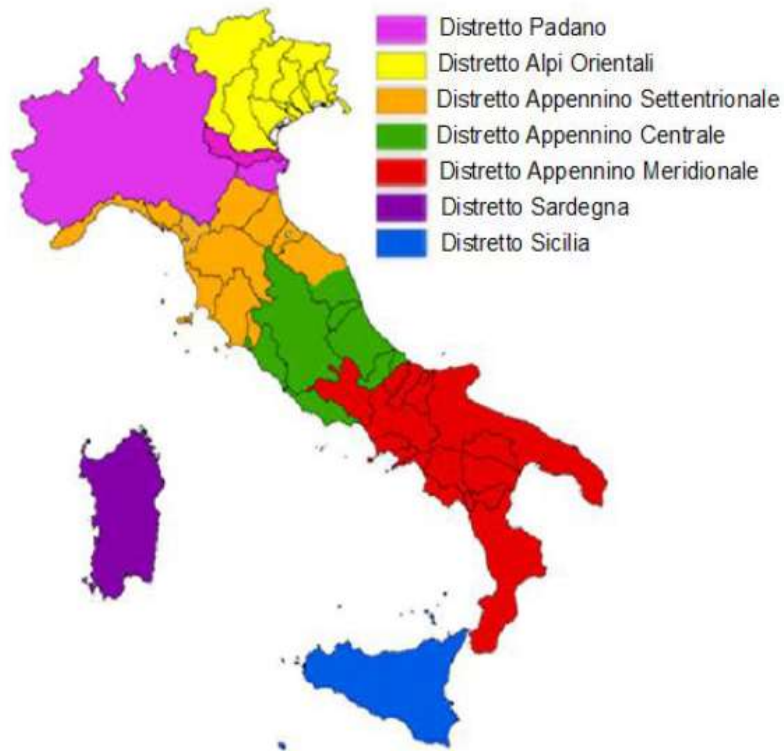 Distretto Padano
Distretto Alpi Orientali
Distretto Appennino Settentrionale
Distretto Appennino Centrale
Distretto Appennino Meridionale
Distretto Sardegna
Distretto Sicilia